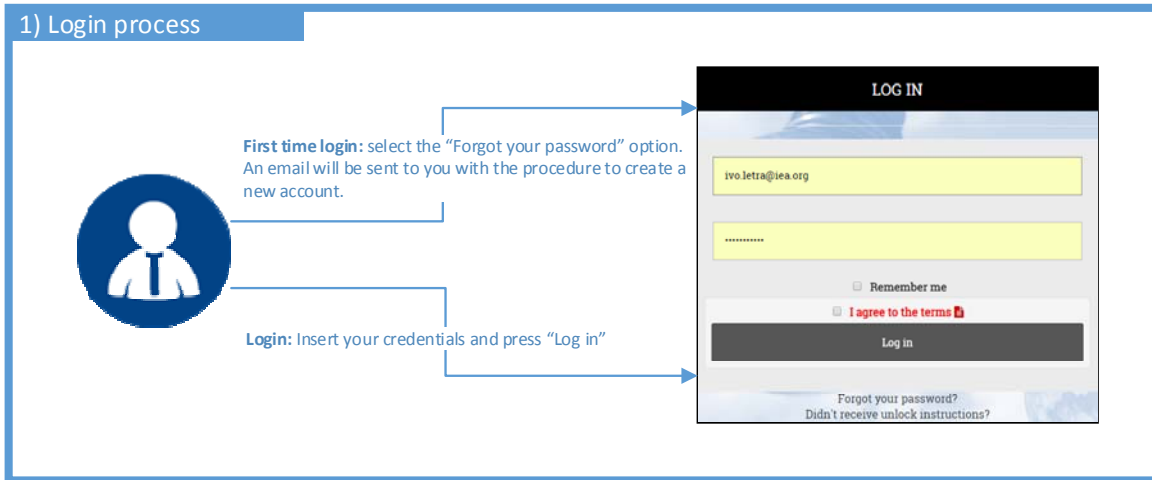 1) Login process
First time login: select the “Forgot your password” option.
An email will be sent to you with the procedure to create a
new account.
Login: Insert your credentials and press “Log in”
LOG IN
ivo.letra@iea.org
•••••••••••
Remember me
I agree to the terms
Log in
Forgot your password?
Didn't receive unlock instructions?